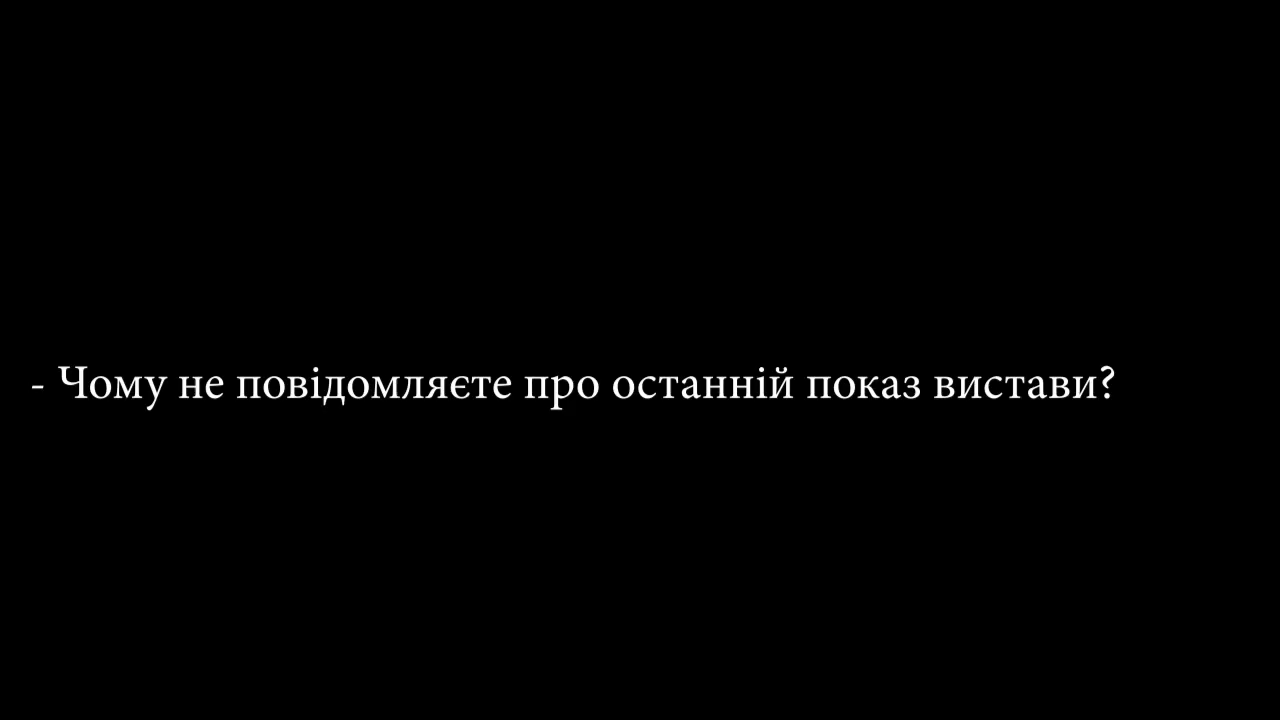 - Чому не повідомляєте про останній показ вистави?